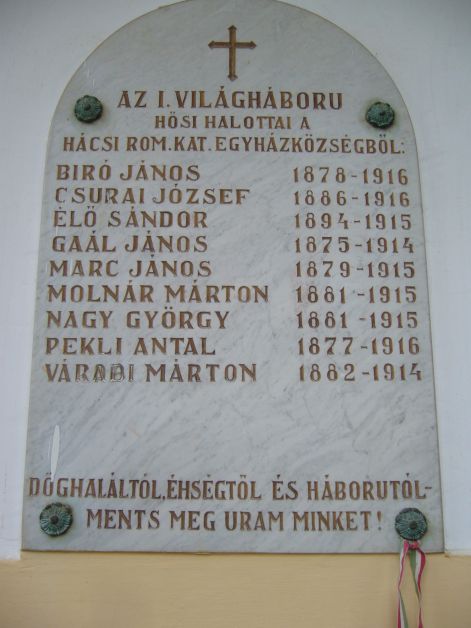 AZ I. VILÁGHÁBORU
HŐSI HALOTTAI A
HÁCSI ROM. KAT. EGYHÁZKÖZSÉGBŐL:
BIRÓ JÁNOS 1878-1916
CSURAI JÓZSEF 1886-1916
ÉLŐ SÁNDOR 1894-1915
GAÁL JÁNOS 1875-1914
MARC JÁNOS 1879-1915
MOLNÁR MÁRTON 1881-1915
NAGY GYÖRGY 1881-1915
PEKLI ANTAL 1877-1916
VÁRADI MÁRTON 1882-1914
DÖGHALÁLTÓL, ÉHSÉGTŐL ÉS HÁBORUTÓL-
MENTS MEG URAM MINKET!